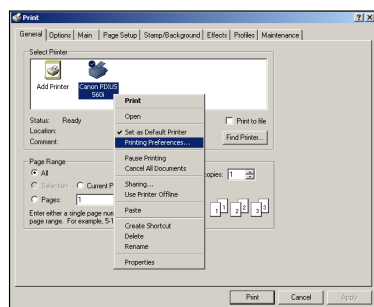 Print
General Options Main Page Setup Stamp/Background Effects Profiles Maintenance
Select Printer
Add Printer
Canon PIXUS
560i
Print
Open
Set as Default Printer
Printing Preferences...
Pause Printing
Cancel All Documents
Sharing...
Use Printer Offline
Paste
Create Shortcut
Delete
Rename
Properties
Status: Ready
Location:
Comment:
Print to file
Find Printer...
Page Range
All
Selection Current P
Pages: 1
Enter either a single page num
page range. For example, 5-1
copies: 1
1 1 2 2 3 3
Print Cancel Apply